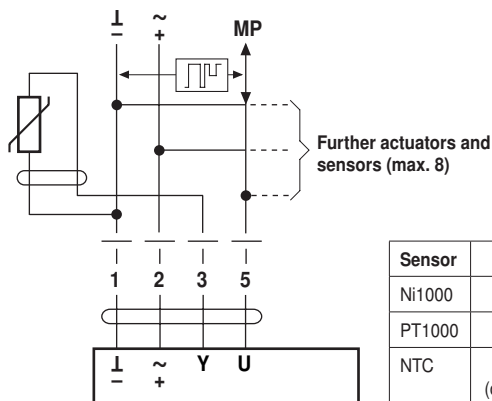 ⊥ ~ MP
– +
Further actuators and
sensors (max. 8)
1 2 3 5
⊥ ~ Y U
– +
Sensor
Ni1000
PT1000
NTC